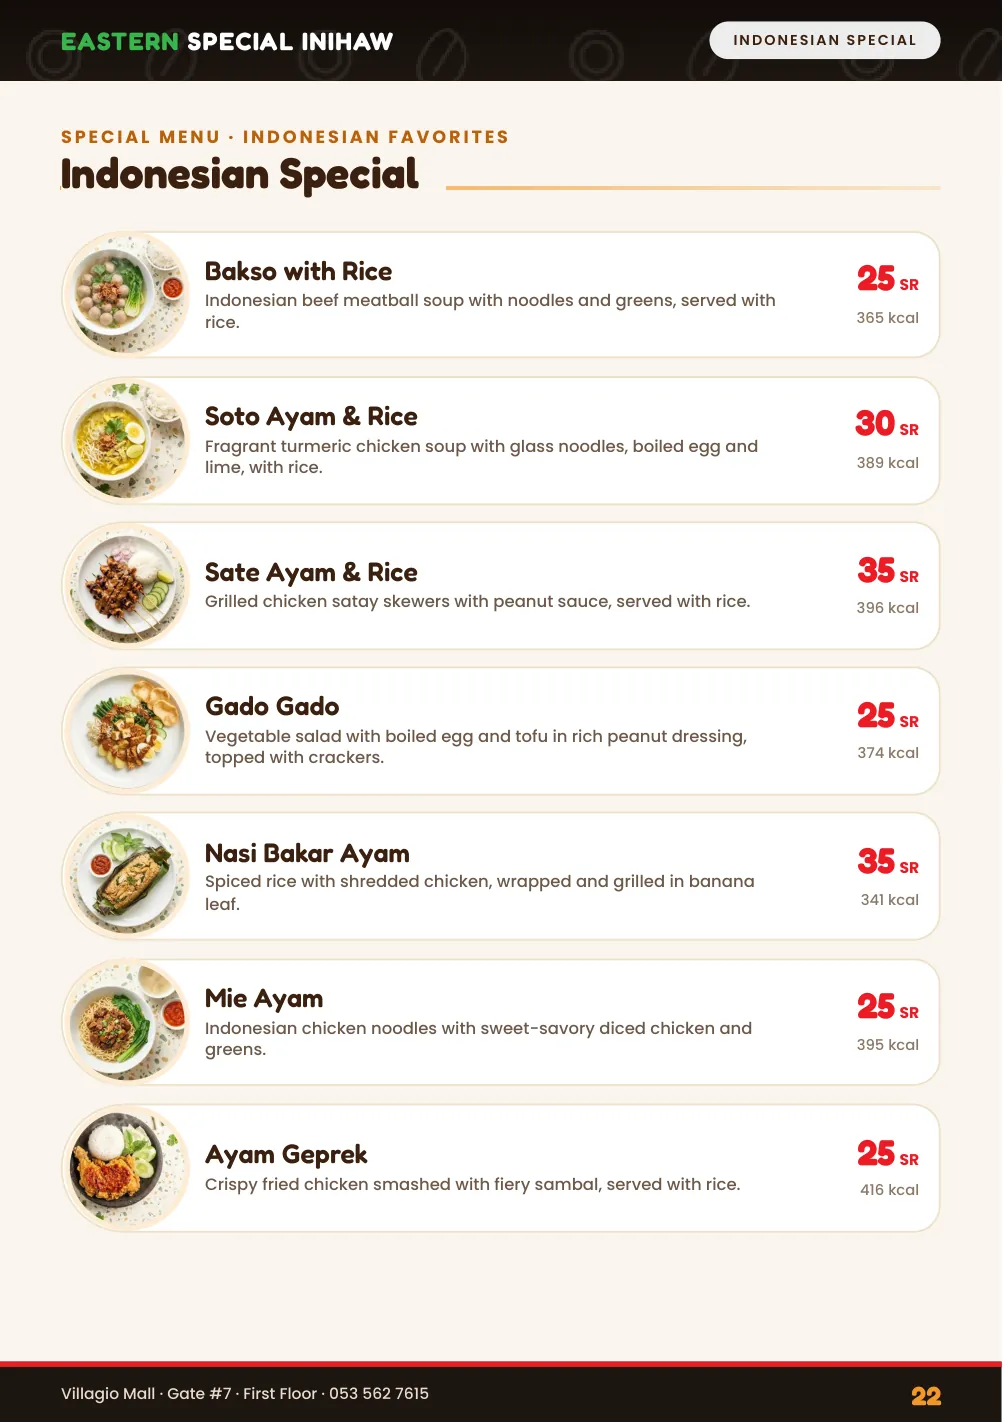 EASTERN SPECIAL INIHAW
INDONESIAN SPECIAL
SPECIAL MENU · INDONESIAN FAVORITES
Indonesian Special
Bakso with Rice
Indonesian beef meatball soup with noodles and greens, served with
rice.
25 SR
365 kcal
Soto Ayam & Rice
Fragrant turmeric chicken soup with glass noodles, boiled egg and
lime, with rice.
30 SR
389 kcal
Sate Ayam & Rice
Grilled chicken satay skewers with peanut sauce, served with rice.
35 SR
396 kcal
Gado Gado
Vegetable salad with boiled egg and tofu in rich peanut dressing,
topped with crackers.
25 SR
374 kcal
Nasi Bakar Ayam
Spiced rice with shredded chicken, wrapped and grilled in banana
leaf.
35 SR
341 kcal
Mie Ayam
Indonesian chicken noodles with sweet-savory diced chicken and
greens.
25 SR
395 kcal
Ayam Geprek
Crispy fried chicken smashed with fiery sambal, served with rice.
25 SR
416 kcal
Villagio Mall · Gate #7 · First Floor · 053 562 7615
22